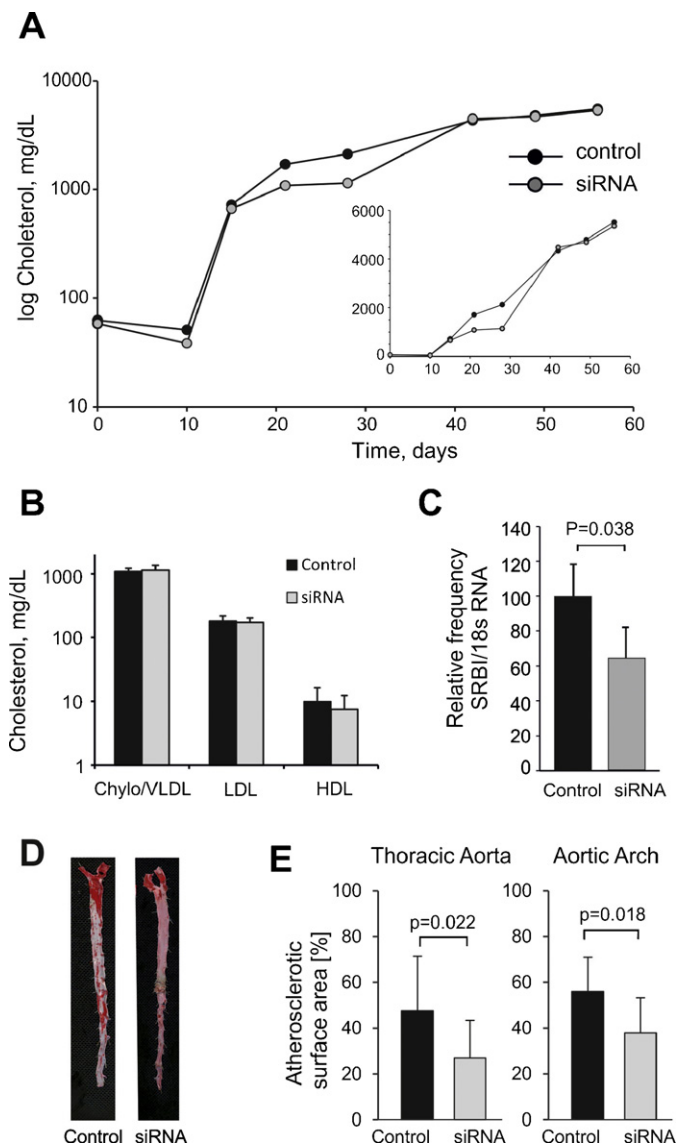 A
10000
1000
100
10
log Choleterol, mg/dL
control
siRNA
6000
4000
2000
0
0 10 20 30 40 50 60
0 10 20 30 40 50 60
Time, days
B
Cholesterol, mg/dL
1000
100
10
1
Control
siRNA
Chylo/VLDL LDL HDL
C
Relative frequency
SRBI/18s RNA
140
120
100
80
60
40
20
0
P=0.038
Control siRNA
D
Control siRNA
E
Thoracic Aorta Aortic Arch
Atherosclerotic
surface area [%]
100
80
60
40
20
0
p=0.022
Control siRNA
100
80
60
40
20
0
p=0.018
Control siRNA